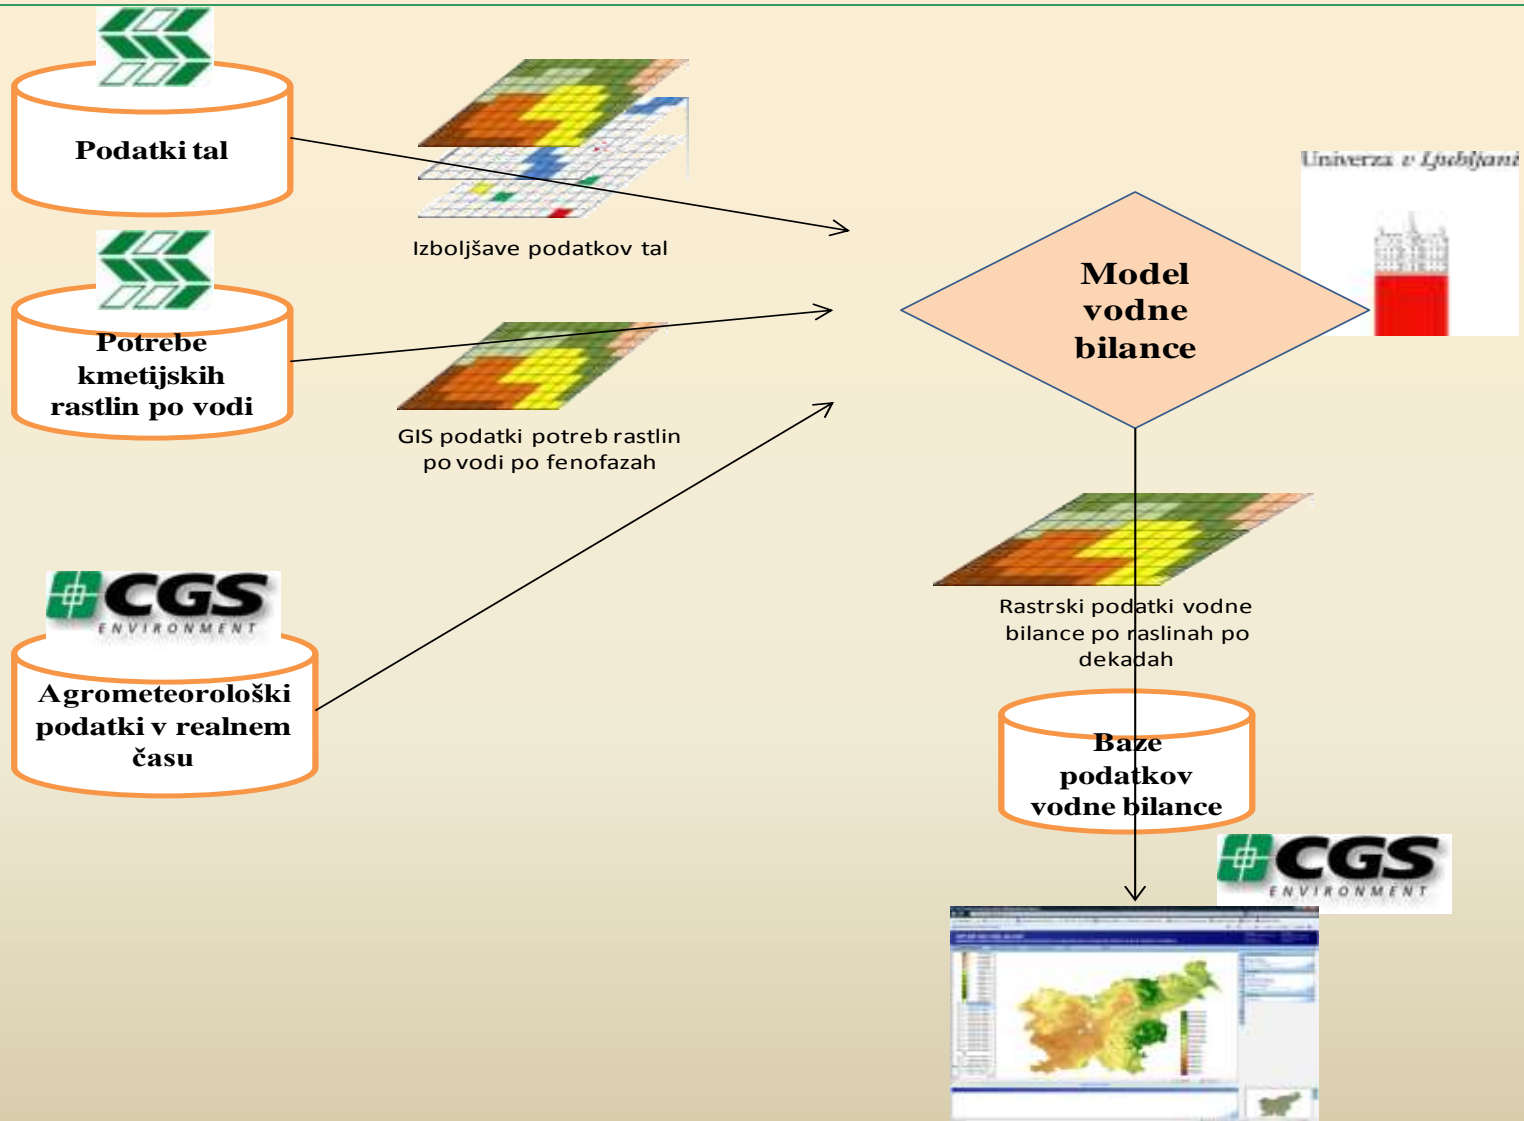 Podatki tal
Izboljšave podatkov tal
Univerza v Ljubljani
Potrebe
kmetijskih
rastlin po vodi
GIS podatki potreb rastlin
po vodi po fenofazah
Model
vodne
bilance
CGS
ENVIRONMENT
Agrometeorološki
podatki v realnem
času
Rastrski podatki vodne
bilance po raslinah po
dekadah
Baze
podatkov
vodne bilance
CGS
ENVIRONMENT